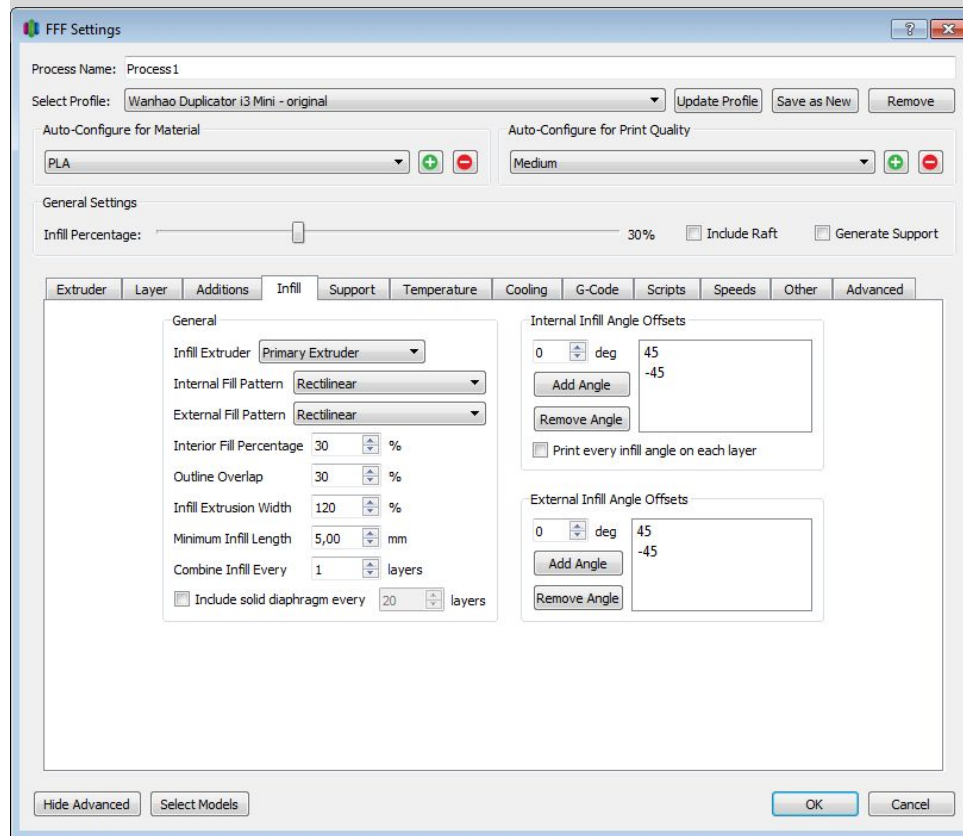 FFF Settings
Process Name: Process1
Select Profile: Wanhao Duplicator i3 Mini - original Update Profile Save as New Remove
Auto-Configure for Material Auto-Configure for Print Quality
PLA Medium
General Settings
Infill Percentage: 30% Include Raft Generate Support
Extruder Layer Additions Infill Support Temperature Cooling G-Code Scripts Speeds Other Advanced
General
Infill Extruder Primary Extruder
Internal Fill Pattern Rectilinear
External Fill Pattern Rectilinear
Interior Fill Percentage 30 %
Outline Overlap 30 %
Infill Extrusion Width 120 %
Minimum Infill Length 5,00 mm
Combine Infill Every 1 layers
Include solid diaphragm every 20 layers
Internal Infill Angle Offsets
0 deg 45
-45
Add Angle
Remove Angle
Print every infill angle on each layer
External Infill Angle Offsets
0 deg 45
-45
Add Angle
Remove Angle
Hide Advanced Select Models OK Cancel